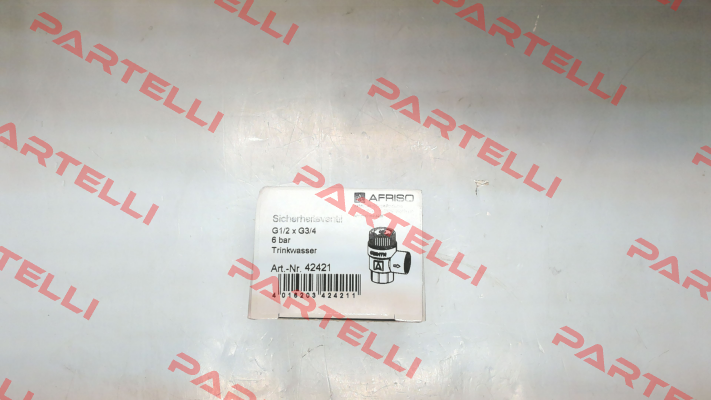 PARTELLI
PARTELLI
PARTELLI
PARTELLI
PARTELLI
PARTELLI
PARTELLI
PARTELLI
PARTELLI
AFRISO
Sicherheitsventil
G1/2 x G3/4
6 bar
Trinkwasser
Art.-Nr. 42421
4 018203 424211